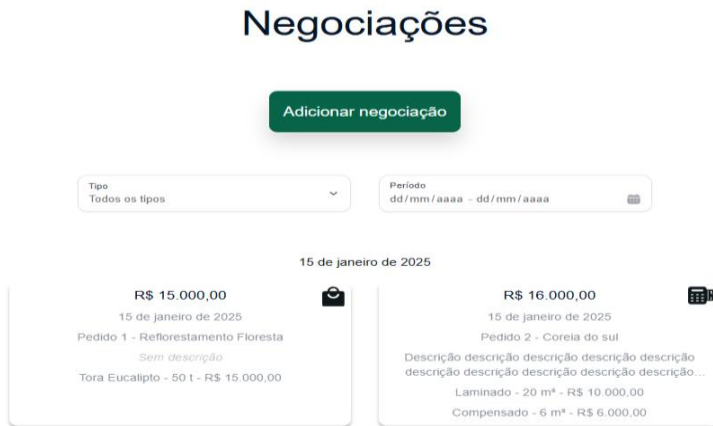 Negociações
Adicionar negociação
Tipo
Todos os tipos
Período
dd/mm/aaaa - dd/mm/aaaa
15 de janeiro de 2025
R$ 15.000,00
15 de janeiro de 2025
Pedido 1 - Reflorestamento Floresta
Sem descrição
Tora Eucalipto - 50 t - R$ 15.000,00
R$ 16.000,00
15 de janeiro de 2025
Pedido 2 - Coreia do sul
Descrição descrição descrição descrição descrição
descrição descrição descrição descrição descrição...
Laminado - 20 m³ - R$ 10.000,00
Compensado - 6 m³ - R$ 6.000,00